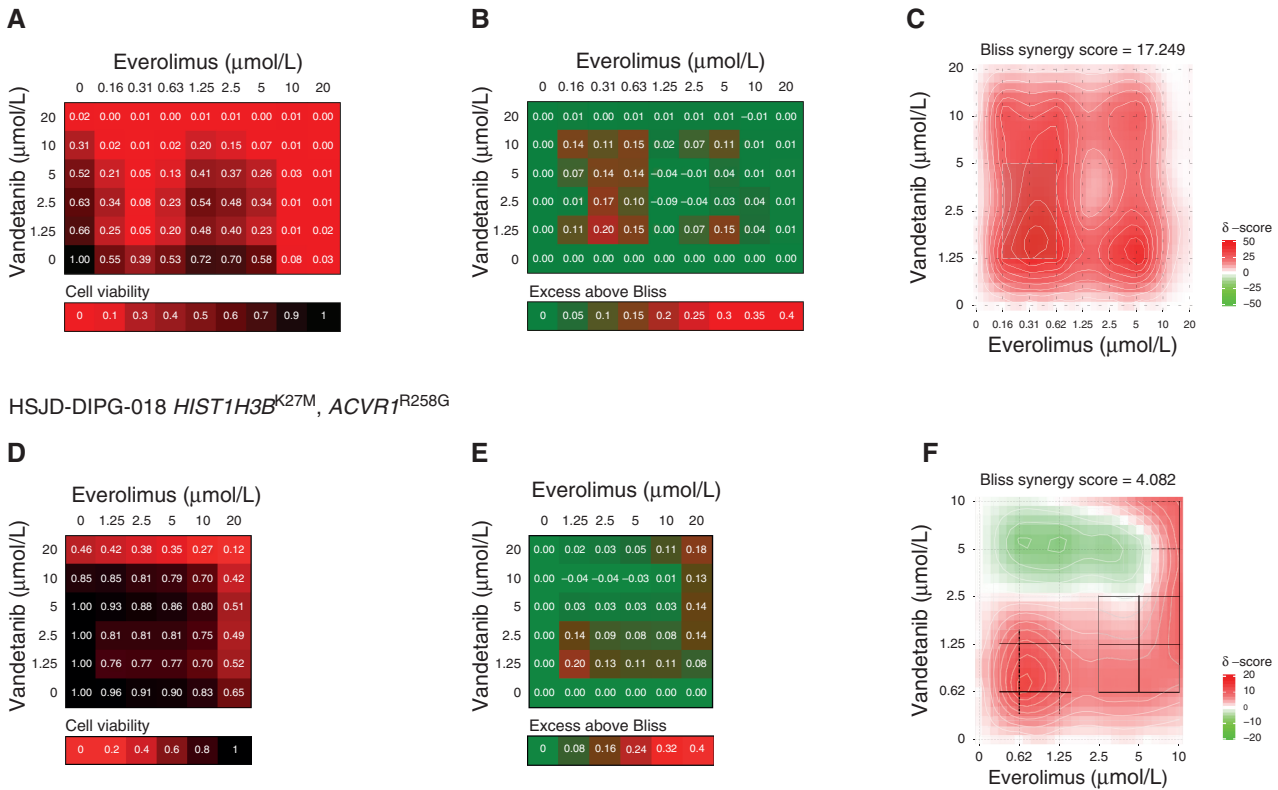 A
Everolimus (μmol/L)
0 0.16 0.31 0.63 1.25 2.5 5 10 20
Vandetanib (μmol/L)
20 0.02 0.00 0.00 0.01 0.00 0.00 0.00 0.01 0.00
10 0.31 0.02 0.01 0.02 0.20 0.15 0.07 0.01 0.00
5 0.52 0.21 0.05 0.13 0.41 0.37 0.26 0.03 0.01
2.5 0.63 0.34 0.08 0.23 0.54 0.48 0.34 0.01 0.01
1.25 0.66 0.25 0.05 0.20 0.48 0.40 0.23 0.01 0.02
0 1.00 0.55 0.39 0.53 0.72 0.70 0.58 0.08 0.03
Cell viability
0 0.1 0.3 0.4 0.5 0.6 0.7 0.9 1
B
Everolimus (μmol/L)
0 0.16 0.31 0.63 1.25 2.5 5 10 20
Vandetanib (μmol/L)
20 0.00 0.01 0.00 0.01 0.01 0.01 0.01 −0.01 0.00
10 0.00 0.14 0.11 0.15 0.02 0.07 0.11 0.01 0.01
5 0.00 0.07 0.14 0.14 −0.04 −0.01 0.04 0.01 0.01
2.5 0.00 0.01 0.17 0.10 −0.09 −0.04 0.03 0.04 0.01
1.25 0.00 0.11 0.20 0.15 0.00 0.07 0.15 0.04 0.01
0 0.00 0.00 0.00 0.00 0.00 0.00 0.00 0.00 0.00
Excess above Bliss
0 0.05 0.1 0.15 0.2 0.25 0.3 0.35 0.4
C
Bliss synergy score = 17.249
Vandetanib (μmol/L)
20
10
5
2.5
1.25
0
0 0.16 0.31 0.62 1.25 2.5 5 10 20
Everolimus (μmol/L)
δ –score
50
25
0
−25
−50
HSJD-DIPG-018 HIST1H3B^K27M, ACVR1^R258G
D
Everolimus (μmol/L)
0 1.25 2.5 5 10 20
Vandetanib (μmol/L)
20 0.46 0.42 0.38 0.35 0.27 0.12
10 0.85 0.85 0.81 0.79 0.70 0.42
5 1.00 0.93 0.88 0.86 0.80 0.51
2.5 1.00 0.81 0.81 0.81 0.75 0.49
1.25 1.00 0.76 0.77 0.77 0.70 0.52
0 1.00 0.96 0.91 0.90 0.83 0.65
Cell viability
0 0.2 0.4 0.6 0.8 1
E
Everolimus (μmol/L)
0 1.25 2.5 5 10 20
Vandetanib (μmol/L)
20 0.00 0.02 0.03 0.05 0.11 0.18
10 0.00 −0.04 −0.04 −0.03 0.01 0.13
5 0.00 0.03 0.03 0.03 0.03 0.14
2.5 0.00 0.14 0.09 0.08 0.08 0.14
1.25 0.00 0.20 0.13 0.11 0.11 0.08
0 0.00 0.00 0.00 0.00 0.00 0.00
Excess above Bliss
0 0.08 0.16 0.24 0.32 0.4
F
Bliss synergy score = 4.082
Vandetanib (μmol/L)
10
5
2.5
1.25
0.62
0
0 0.62 1.25 2.5 5 10
Everolimus (μmol/L)
δ –score
20
10
0
−10
−20